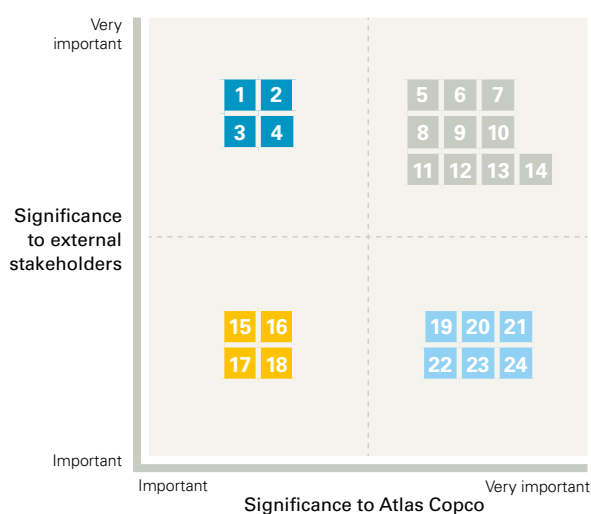 Very
important
1 2
5 6 7
3 4
8 9 10
11 12 13 14
Significance
to external
stakeholders
15 16
19 20 21
17 18
22 23 24
Important
Important
Very important
Significance to Atlas Copco